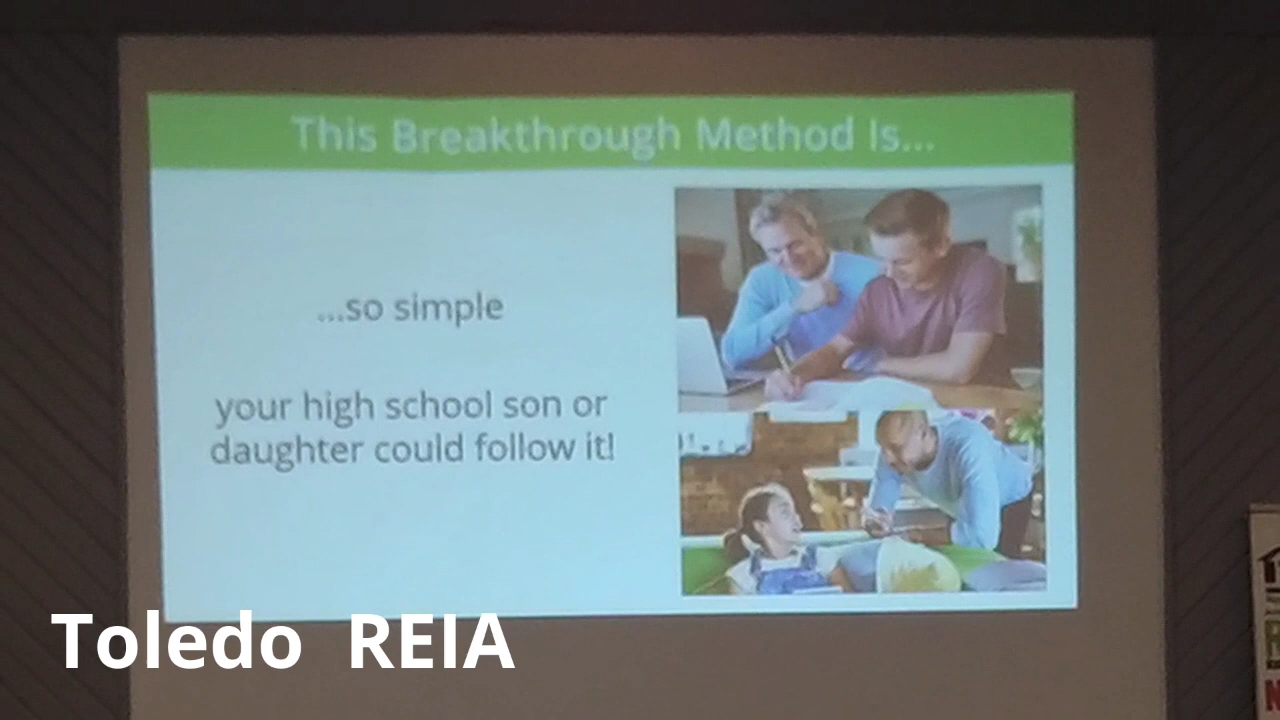 This Breakthrough Method Is...
...so simple
your high school son or
daughter could follow it!
Toledo REIA